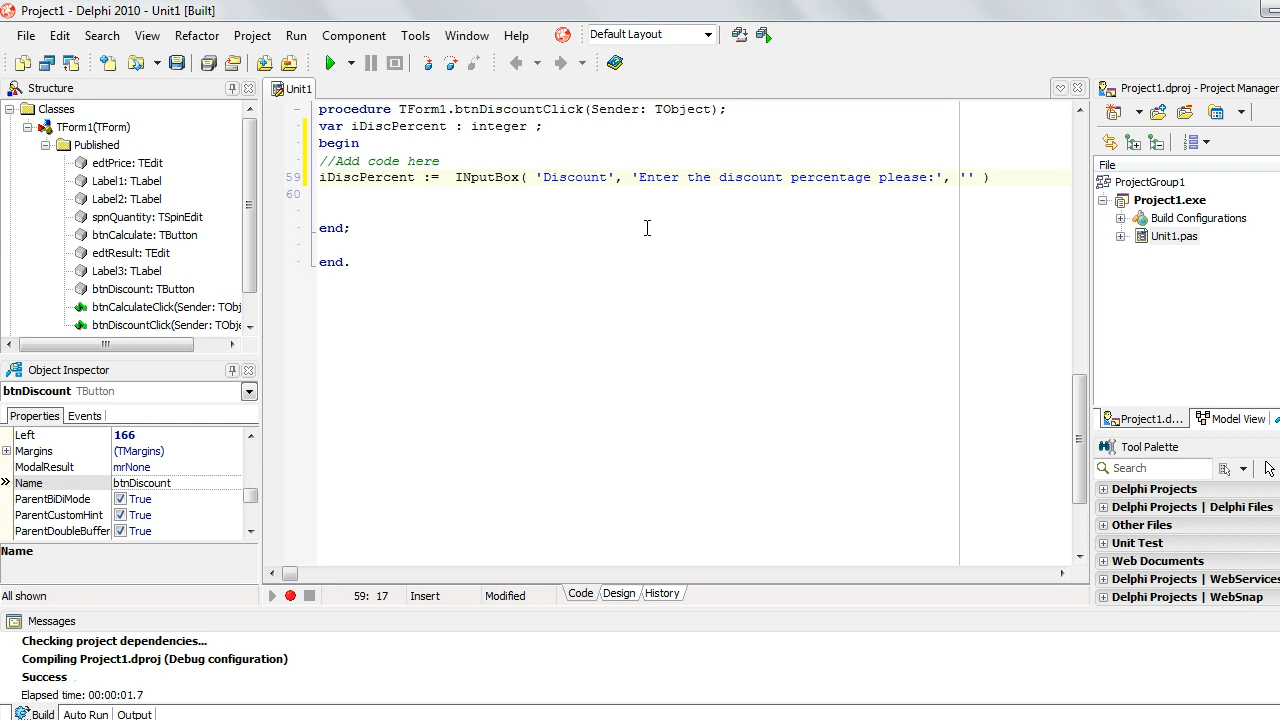 Project1 - Delphi 2010 - Unit1 [Built]
File Edit Search View Refactor Project Run Component Tools Window Help Default Layout
Structure
Classes
TForm1(TForm)
Published
edtPrice: TEdit
Label1: TLabel
Label2: TLabel
spnQuantity: TSpinEdit
btnCalculate: TButton
edtResult: TEdit
Label3: TLabel
btnDiscount: TButton
btnCalculateClick(Sender: TObj
btnDiscountClick(Sender: TObje
Object Inspector
btnDiscount TButton
Properties Events
Left 166
Margins (TMargins)
ModalResult mrNone
Name btnDiscount
ParentBiDiMode True
ParentCustomHint True
ParentDoubleBuffer True
Name
All shown
Unit1
procedure TForm1.btnDiscountClick(Sender: TObject);
var iDiscPercent : integer ;
begin
//Add code here
59 iDiscPercent :=  INputBox( 'Discount', 'Enter the discount percentage please:', '' )
60
end;
end.
59: 17 Insert Modified Code Design History
Project1.dproj - Project Manager
File
ProjectGroup1
Project1.exe
Build Configurations
Unit1.pas
Project1.d... Model View
Tool Palette
Search
Delphi Projects
Delphi Projects | Delphi Files
Other Files
Unit Test
Web Documents
Delphi Projects | WebServices
Delphi Projects | WebSnap
Messages
Checking project dependencies...
Compiling Project1.dproj (Debug configuration)
Success
Elapsed time: 00:00:01.7
Build Auto Run Output